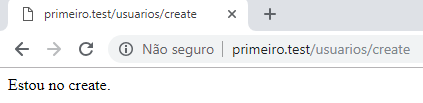 primeiro.test/usuarios/create
Não seguro | primeiro.test/usuarios/create
Estou no create.